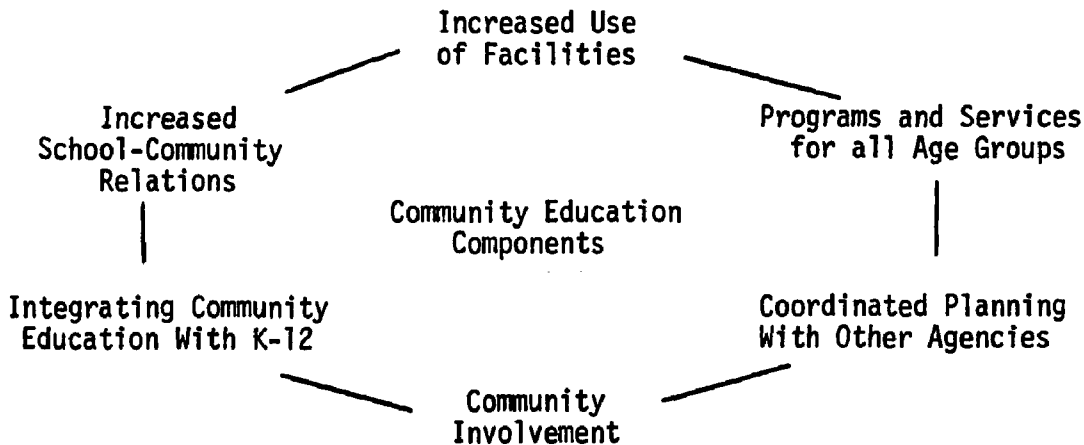 Increased Use
of Facilities
Increased
School-Community
Relations
Programs and Services
for all Age Groups
Community Education
Components
Integrating Community
Education With K-12
Coordinated Planning
With Other Agencies
Community
Involvement